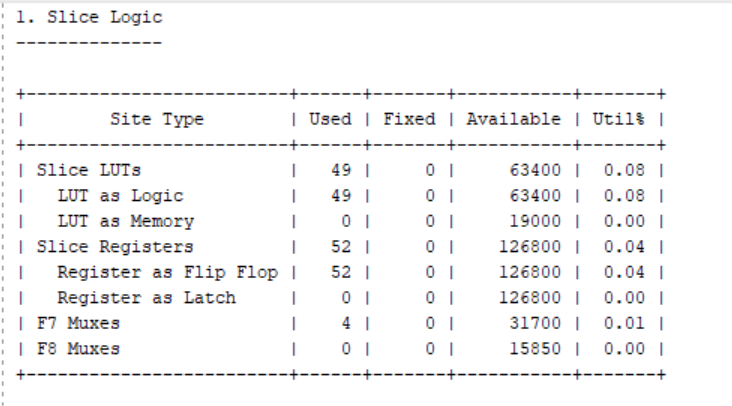 1. Slice Logic
--------------
+-------------------------+------+-------+-----------+-------+
|        Site Type        | Used | Fixed | Available | Util% |
+-------------------------+------+-------+-----------+-------+
| Slice LUTs              |   49 |     0 |     63400 |  0.08 |
|   LUT as Logic          |   49 |     0 |     63400 |  0.08 |
|   LUT as Memory         |    0 |     0 |     19000 |  0.00 |
| Slice Registers         |   52 |     0 |    126800 |  0.04 |
|   Register as Flip Flop |   52 |     0 |    126800 |  0.04 |
|   Register as Latch     |    0 |     0 |    126800 |  0.00 |
| F7 Muxes                |    4 |     0 |     31700 |  0.01 |
| F8 Muxes                |    0 |     0 |     15850 |  0.00 |
+-------------------------+------+-------+-----------+-------+